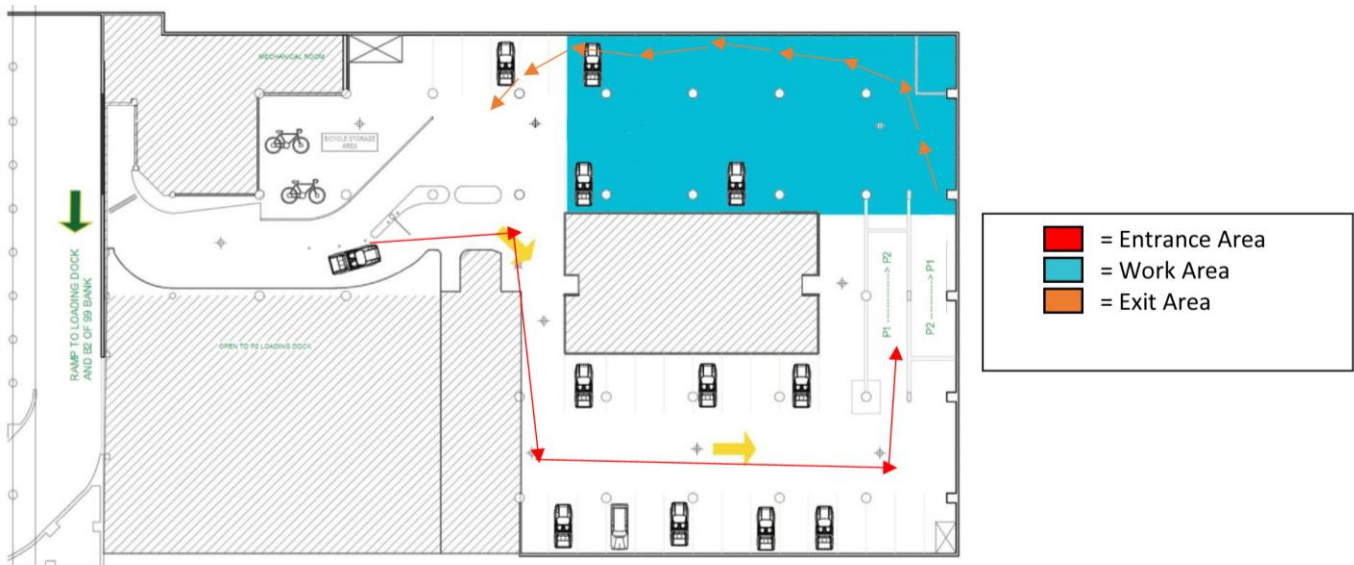 MECHANICAL ROOM
BICYCLE STORAGE
AREA
RAMP TO LOADING DOCK
AND B2 OF 99 BANK
OPEN TO P2 LOADING DOCK
P1 ------------> P2
P2 ----------> P1
= Entrance Area
= Work Area
= Exit Area